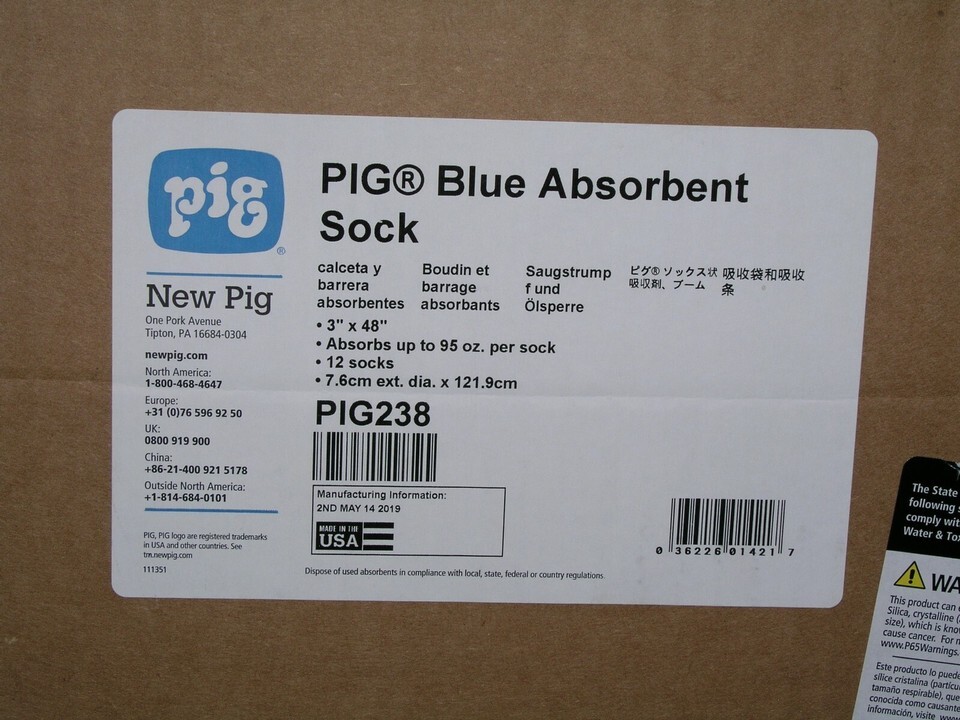 pig®
New Pig
One Pork Avenue
Tipton, PA 16684-0304
newpig.com
North America:
1-800-468-4647
Europe:
+31 (0)76 596 92 50
UK:
0800 919 900
China:
+86-21-400 921 5178
Outside North America:
+1-814-684-0101
PIG, PIG logo are registered trademarks
in USA and other countries. See
tm.newpig.com
111351
PIG® Blue Absorbent
Sock
calceta y
barrera
absorbentes
Boudin et
barrage
absorbants
Saugstrump
f und
Ölsperre
ピグ® ソックス状
吸収剤、ブーム
吸收袋和吸收
条
• 3" x 48"
• Absorbs up to 95 oz. per sock
• 12 socks
• 7.6cm ext. dia. x 121.9cm
PIG238
Manufacturing Information:
2ND MAY 14 2019
MADE IN THE
USA
0 36226 01421 7
Dispose of used absorbents in compliance with local, state, federal or country regulations.
The State
following
comply wit
Water & To
WA
This product can
Silica, crystalline
size), which is kno
cause cancer. For
www.P65Warnings.
Este producto lo puede
sílice cristalina (particu
tamaño respirable), que
conocida como causante
información, visite